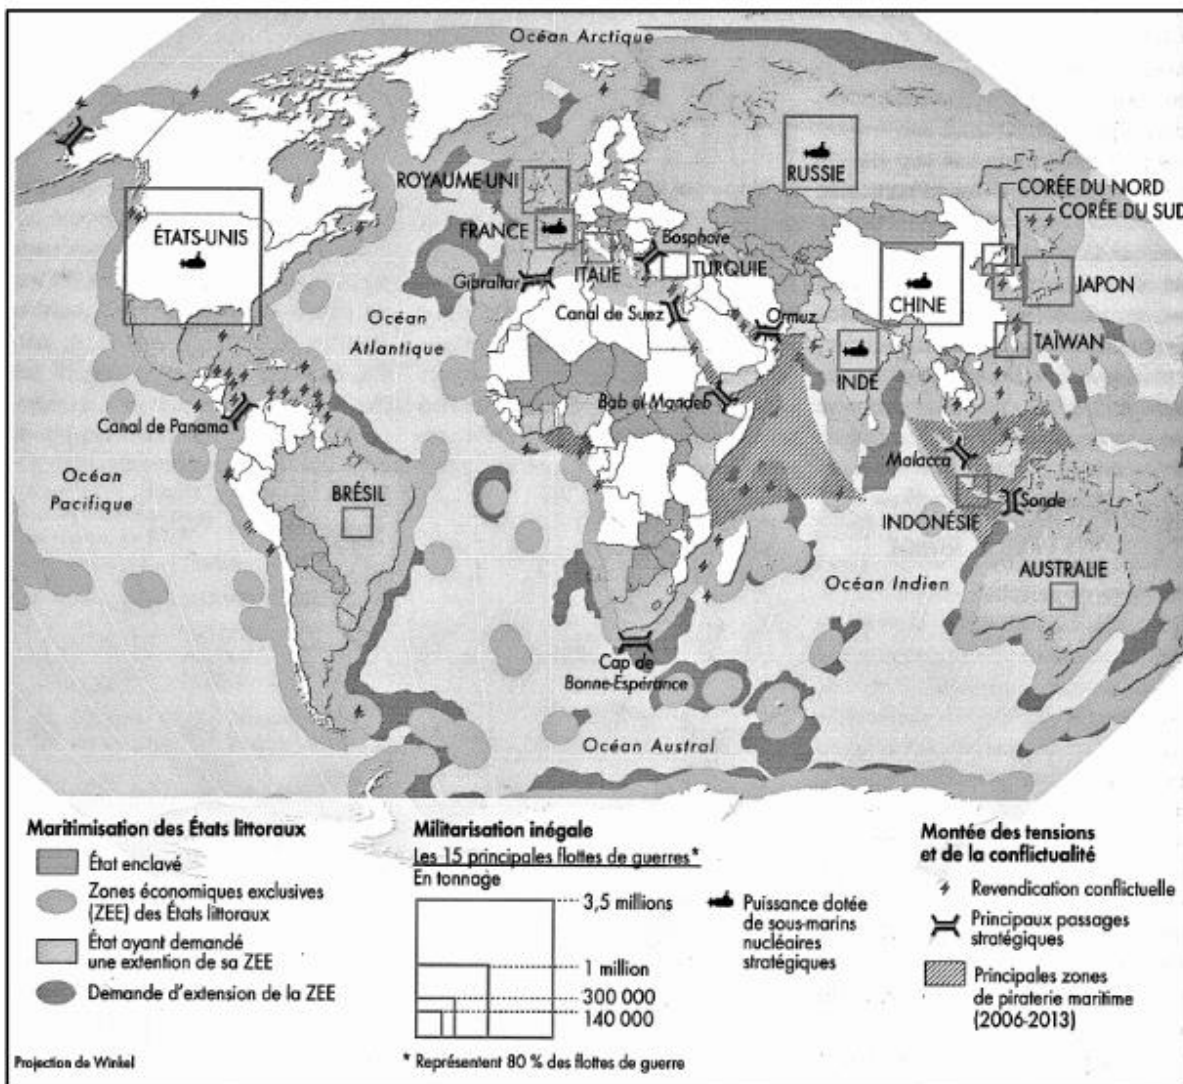 Océan Arctique
ROYAUME-UNI
RUSSIE
CORÉE DU NORD
CORÉE DU SUD
ÉTATS-UNIS
FRANCE
Bosphore
ITALIE
TURQUIE
Gibraltar
CHINE
JAPON
Océan
Atlantique
Canal de Suez
Ormuz
TAÏWAN
INDE
Bab el Mandeb
Canal de Panama
Malacca
Océan
Pacifique
BRÉSIL
Sonde
INDONÉSIE
Océan Indien
AUSTRALIE
Cap de
Bonne-Espérance
Océan Austral
Maritimisation des États littoraux
État enclavé
Zones économiques exclusives
(ZEE) des États littoraux
État ayant demandé
une extention de sa ZEE
Demande d'extension de la ZEE
Projection de Winkel
Militarisation inégale
Les 15 principales flottes de guerres*
En tonnage
3,5 millions
1 million
300 000
140 000
* Représentent 80 % des flottes de guerre
Puissance dotée
de sous-marins
nucléaires
stratégiques
Montée des tensions
et de la conflictualité
Revendication conflictuelle
Principaux passages
stratégiques
Principales zones
de piraterie maritime
(2006-2013)